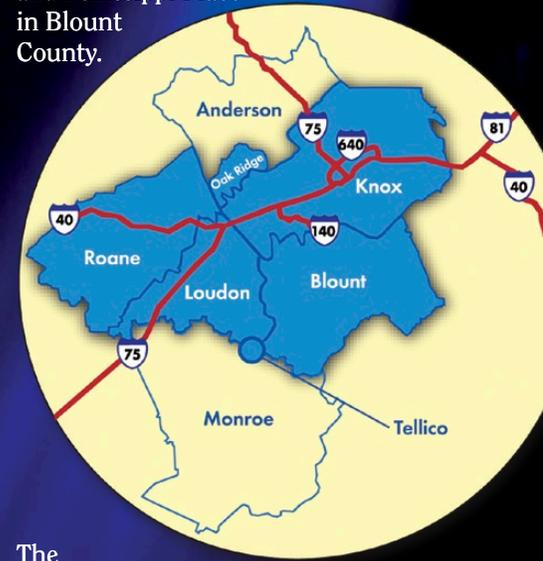 in Blount
County.
Anderson
75
640
81
Oak Ridge
40
Knox
40
140
Roane
Blount
Loudon
75
Monroe
Tellico
The